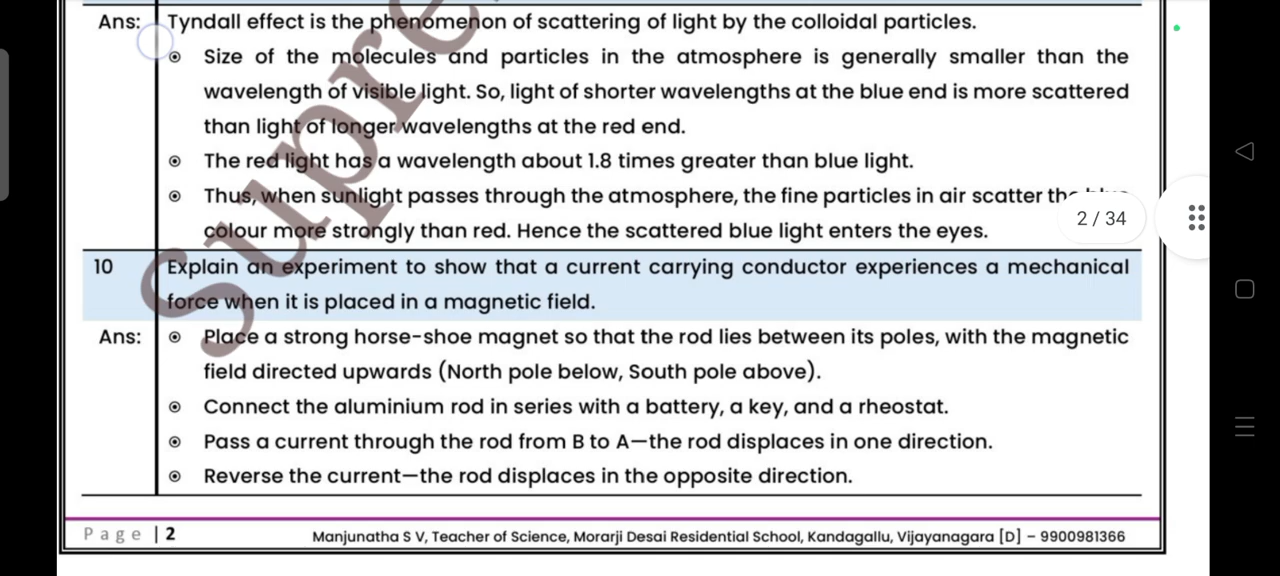 Ans: Tyndall effect is the phenomenon of scattering of light by the colloidal particles.
Size of the molecules and particles in the atmosphere is generally smaller than the
wavelength of visible light. So, light of shorter wavelengths at the blue end is more scattered
than light of longer wavelengths at the red end.
The red light has a wavelength about 1.8 times greater than blue light.
Thus, when sunlight passes through the atmosphere, the fine particles in air scatter the blue
2 / 34
colour more strongly than red. Hence the scattered blue light enters the eyes.
10 Explain an experiment to show that a current carrying conductor experiences a mechanical
force when it is placed in a magnetic field.
Ans: Place a strong horse-shoe magnet so that the rod lies between its poles, with the magnetic
field directed upwards (North pole below, South pole above).
Connect the aluminium rod in series with a battery, a key, and a rheostat.
Pass a current through the rod from B to A—the rod displaces in one direction.
Reverse the current—the rod displaces in the opposite direction.
Supre
Page | 2 Manjunatha S V, Teacher of Science, Morarji Desai Residential School, Kandagallu, Vijayanagara [D] – 9900981366